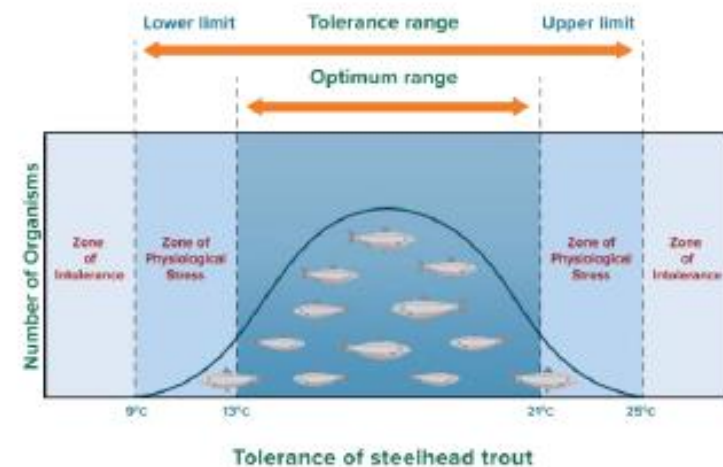 Lower limit Tolerance range Upper limit
Optimum range
Number of Organisms
Zone
of
Intolerance
Zone of
Physiological
Stress
Zone of
Physiological
Stress
Zone
of
Intolerance
9°C 13°C 21°C 25°C
Tolerance of steelhead trout